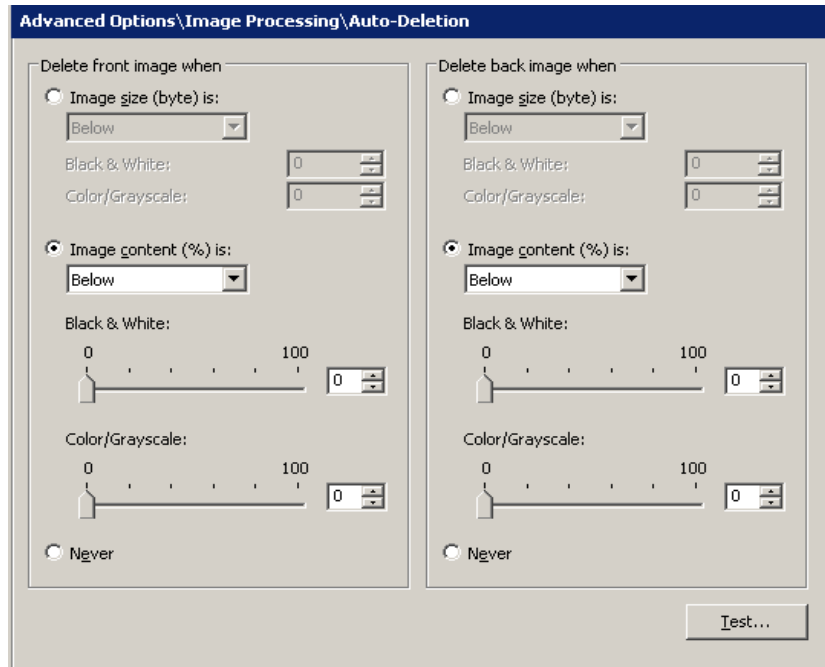 Advanced Options\Image Processing\Auto-Deletion
Delete front image when
Image size (byte) is:
Below
Black & White:
0
Color/Grayscale:
0
Image content (%) is:
Below
Black & White:
0 100
0
Color/Grayscale:
0 100
0
Never
Delete back image when
Image size (byte) is:
Below
Black & White:
0
Color/Grayscale:
0
Image content (%) is:
Below
Black & White:
0 100
0
Color/Grayscale:
0 100
0
Never
Test...